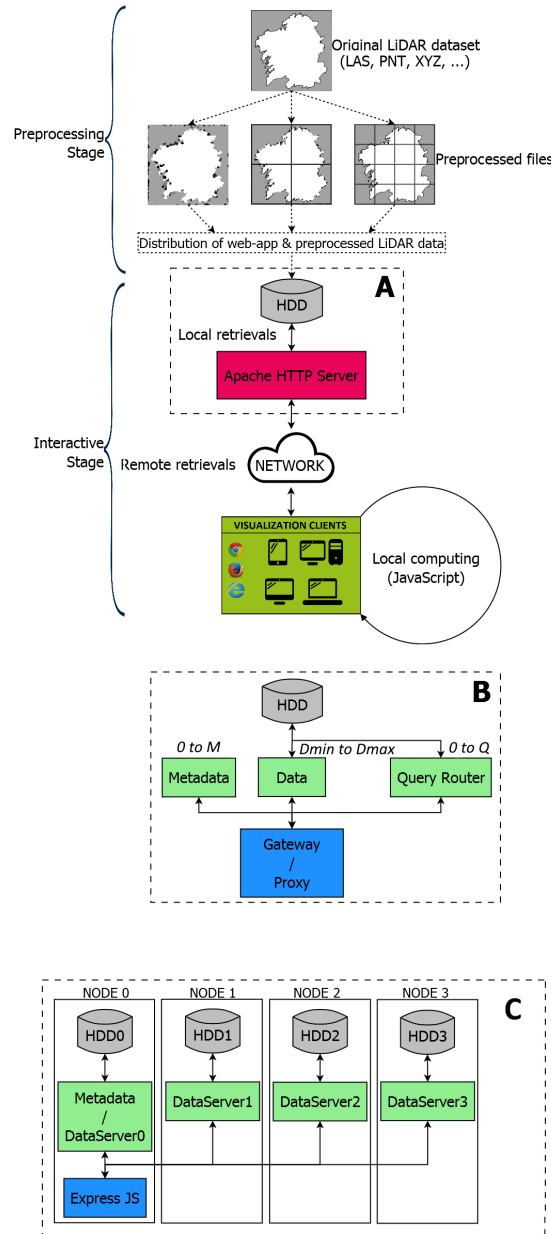 Original LiDAR dataset
(LAS, PNT, XYZ, ...)
Preprocessing
Stage
Preprocessed files
Distribution of web-app & preprocessed LiDAR data
A
HDD
Local retrievals
Apache HTTP Server
Interactive
Stage
Remote retrievals
NETWORK
VISUALIZATION CLIENTS
Local computing
(JavaScript)
B
HDD
0 to M
Dmin to Dmax
0 to Q
Metadata
Data
Query Router
Gateway
/
Proxy
C
NODE 0
NODE 1
NODE 2
NODE 3
HDD0
HDD1
HDD2
HDD3
Metadata
/
DataServer0
DataServer1
DataServer2
DataServer3
Express JS